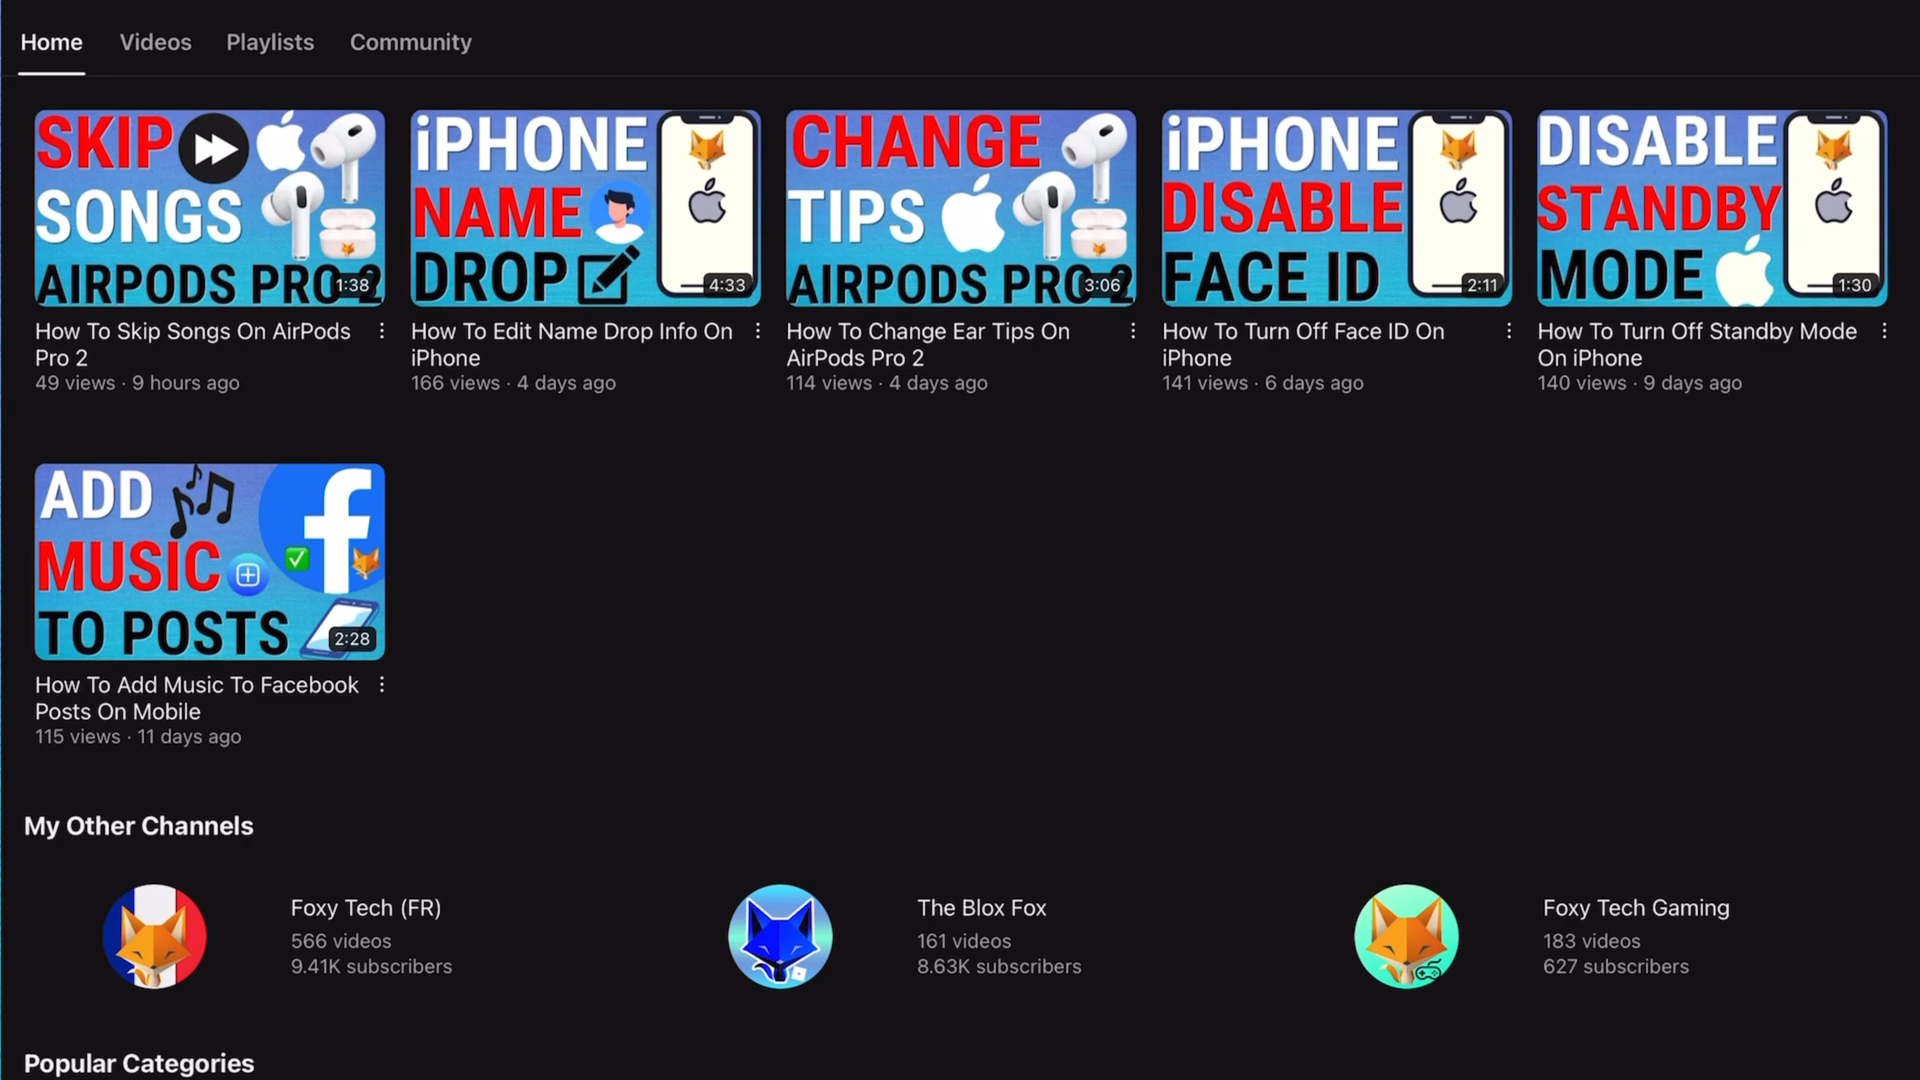 Home Videos Playlists Community
SKIP
SONGS
AIRPODS PRO 2
1:38
How To Skip Songs On AirPods
Pro 2
49 views · 9 hours ago
iPHONE
NAME
DROP
4:33
How To Edit Name Drop Info On
iPhone
166 views · 4 days ago
CHANGE
TIPS
AIRPODS PRO 2
3:06
How To Change Ear Tips On
AirPods Pro 2
114 views · 4 days ago
iPHONE
DISABLE
FACE ID
2:11
How To Turn Off Face ID On
iPhone
141 views · 6 days ago
DISABLE
STANDBY
MODE
1:30
How To Turn Off Standby Mode
On iPhone
140 views · 9 days ago
ADD
MUSIC
TO POSTS
2:28
How To Add Music To Facebook
Posts On Mobile
115 views · 11 days ago
My Other Channels
Foxy Tech (FR)
566 videos
9.41K subscribers
The Blox Fox
161 videos
8.63K subscribers
Foxy Tech Gaming
183 videos
627 subscribers
Popular Categories